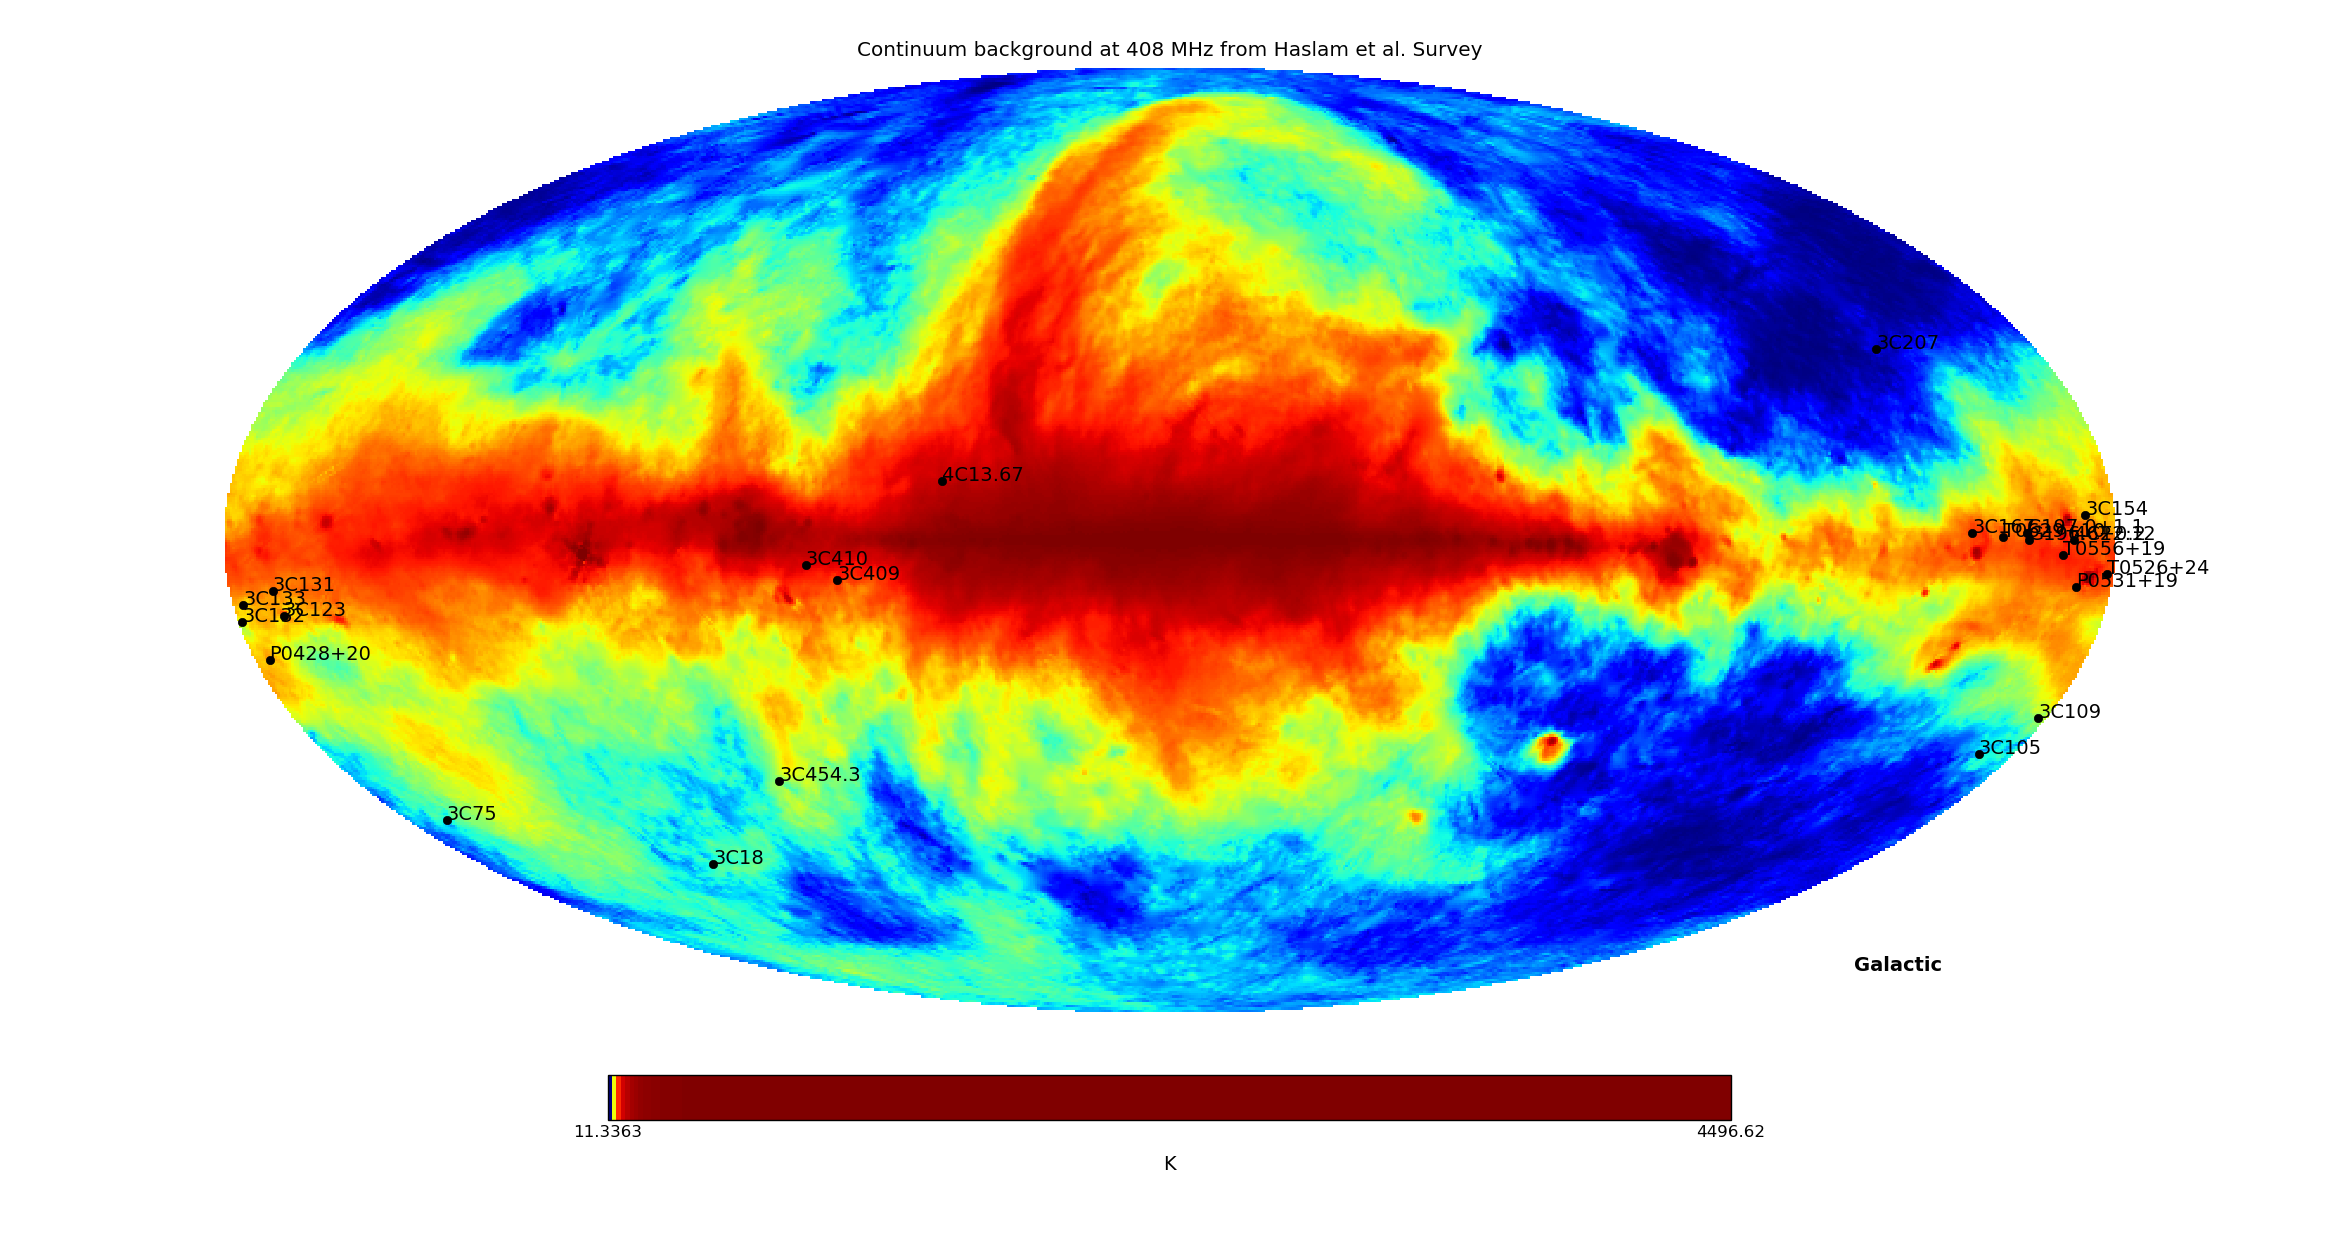 Continuum background at 408 MHz from Haslam et al. Survey
3C207
4C13.67
3C154
3C410
T0556+19
3C409
T0526+24
P0531+19
3C131
3C133
3C123
P0428+20
3C109
3C105
3C454.3
3C75
3C18
Galactic
11.3363
4496.62
K